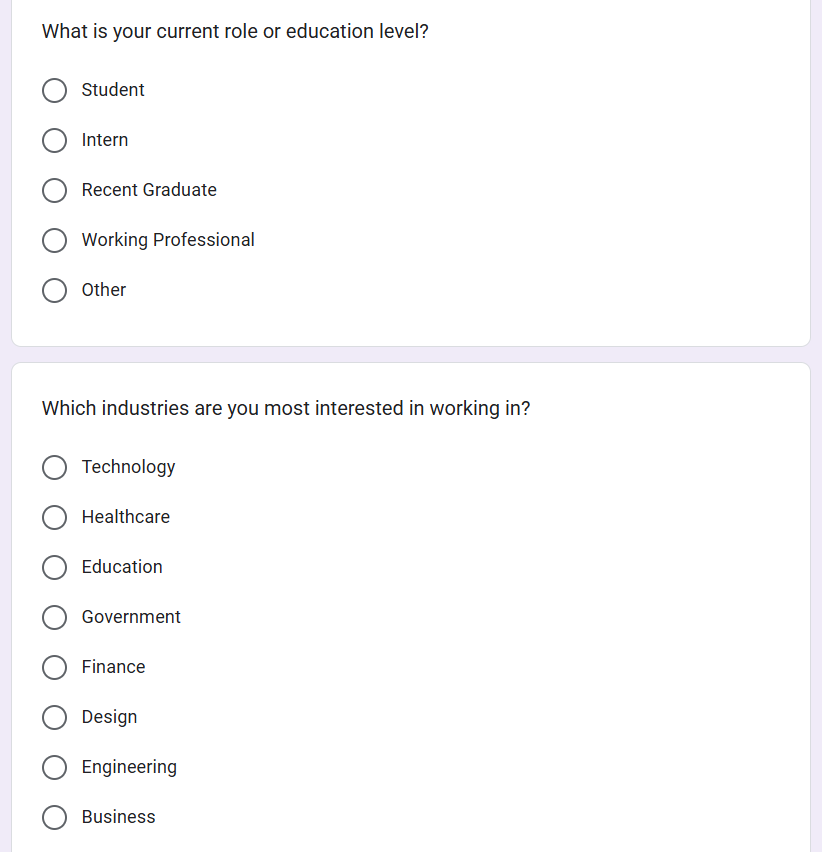 What is your current role or education level?
Student
Intern
Recent Graduate
Working Professional
Other
Which industries are you most interested in working in?
Technology
Healthcare
Education
Government
Finance
Design
Engineering
Business